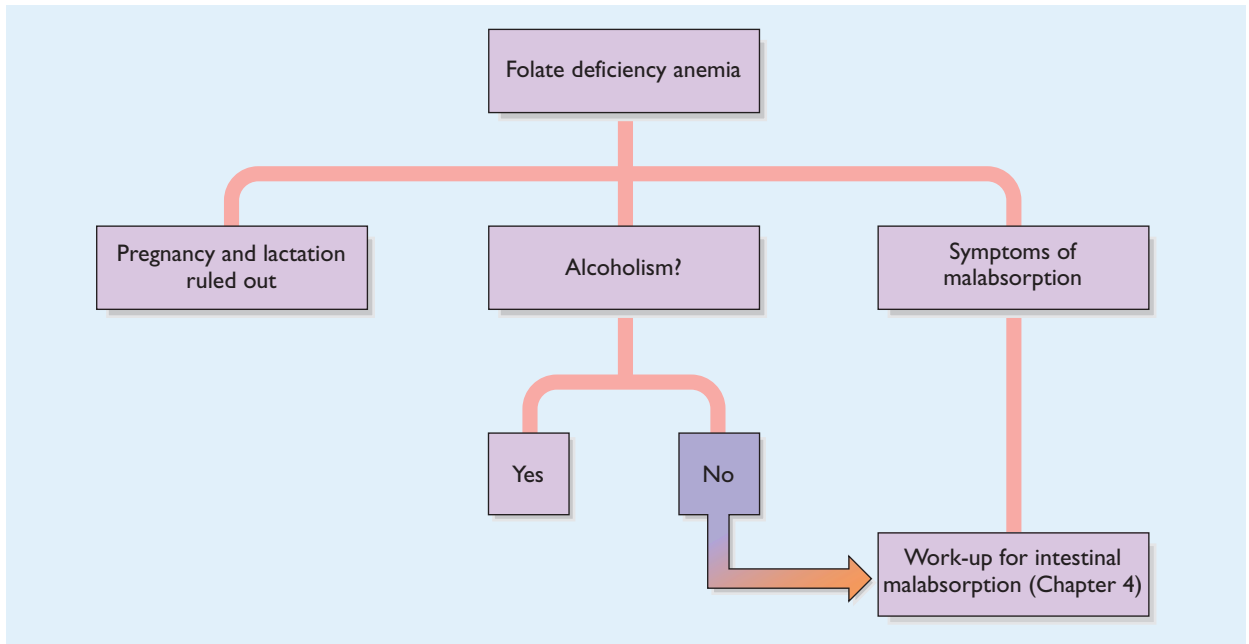 Folate deficiency anemia
Pregnancy and lactation
ruled out
Alcoholism?
Symptoms of
malabsorption
Yes
No
Work-up for intestinal
malabsorption (Chapter 4)